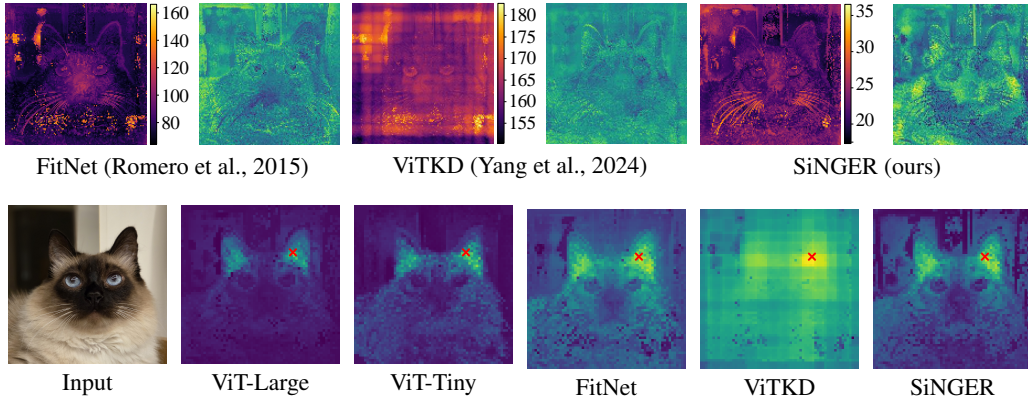 160
140
120
100
80
FitNet (Romero et al., 2015)
180
175
170
165
160
155
ViTKD (Yang et al., 2024)
35
30
25
20
SiNGER (ours)
Input
ViT-Large
ViT-Tiny
FitNet
ViTKD
SiNGER